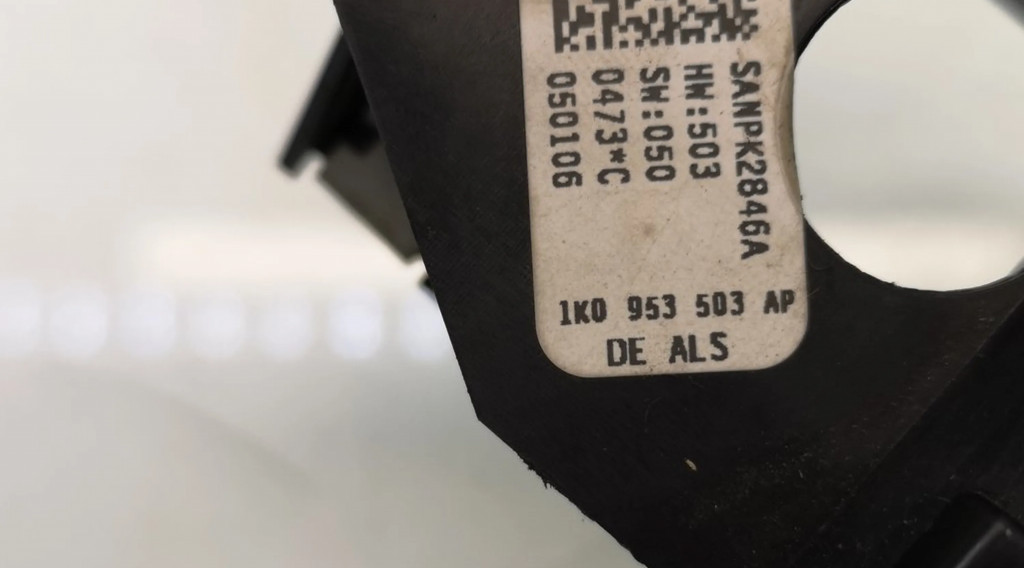 SANPK2846A
HW:503
SW:050
0473*C
050106
1K0 953 503 AP
DE ALS